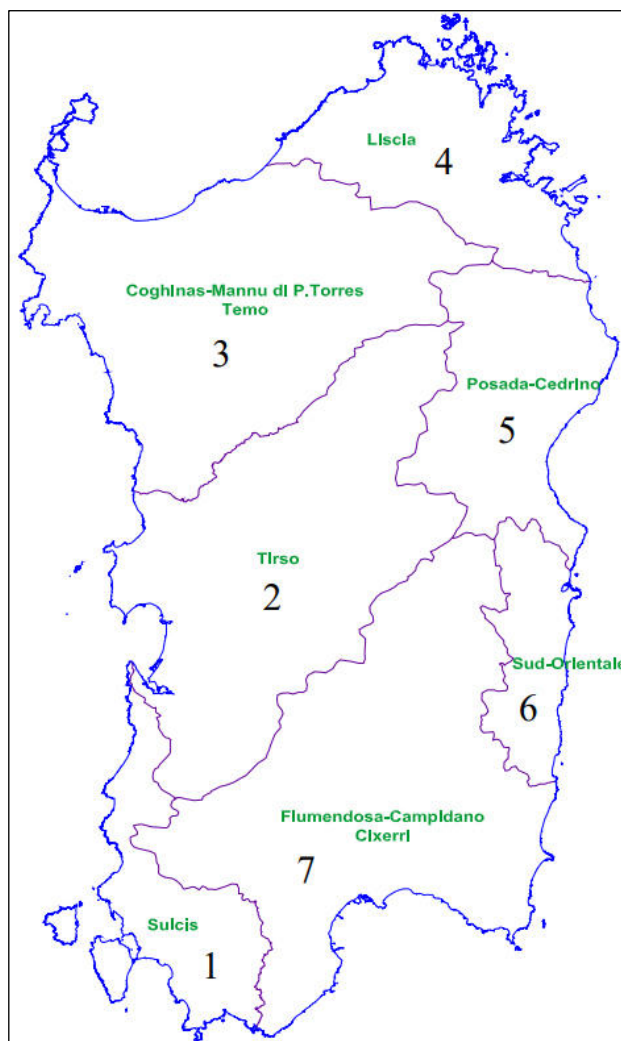 Liscia
4
Coghinas-Mannu di P.Torres
Temo
3
Posada-Cedrino
5
Tirso
2
Sud-Orientale
6
Flumendosa-Campidano
Cixerri
7
Sulcis
1